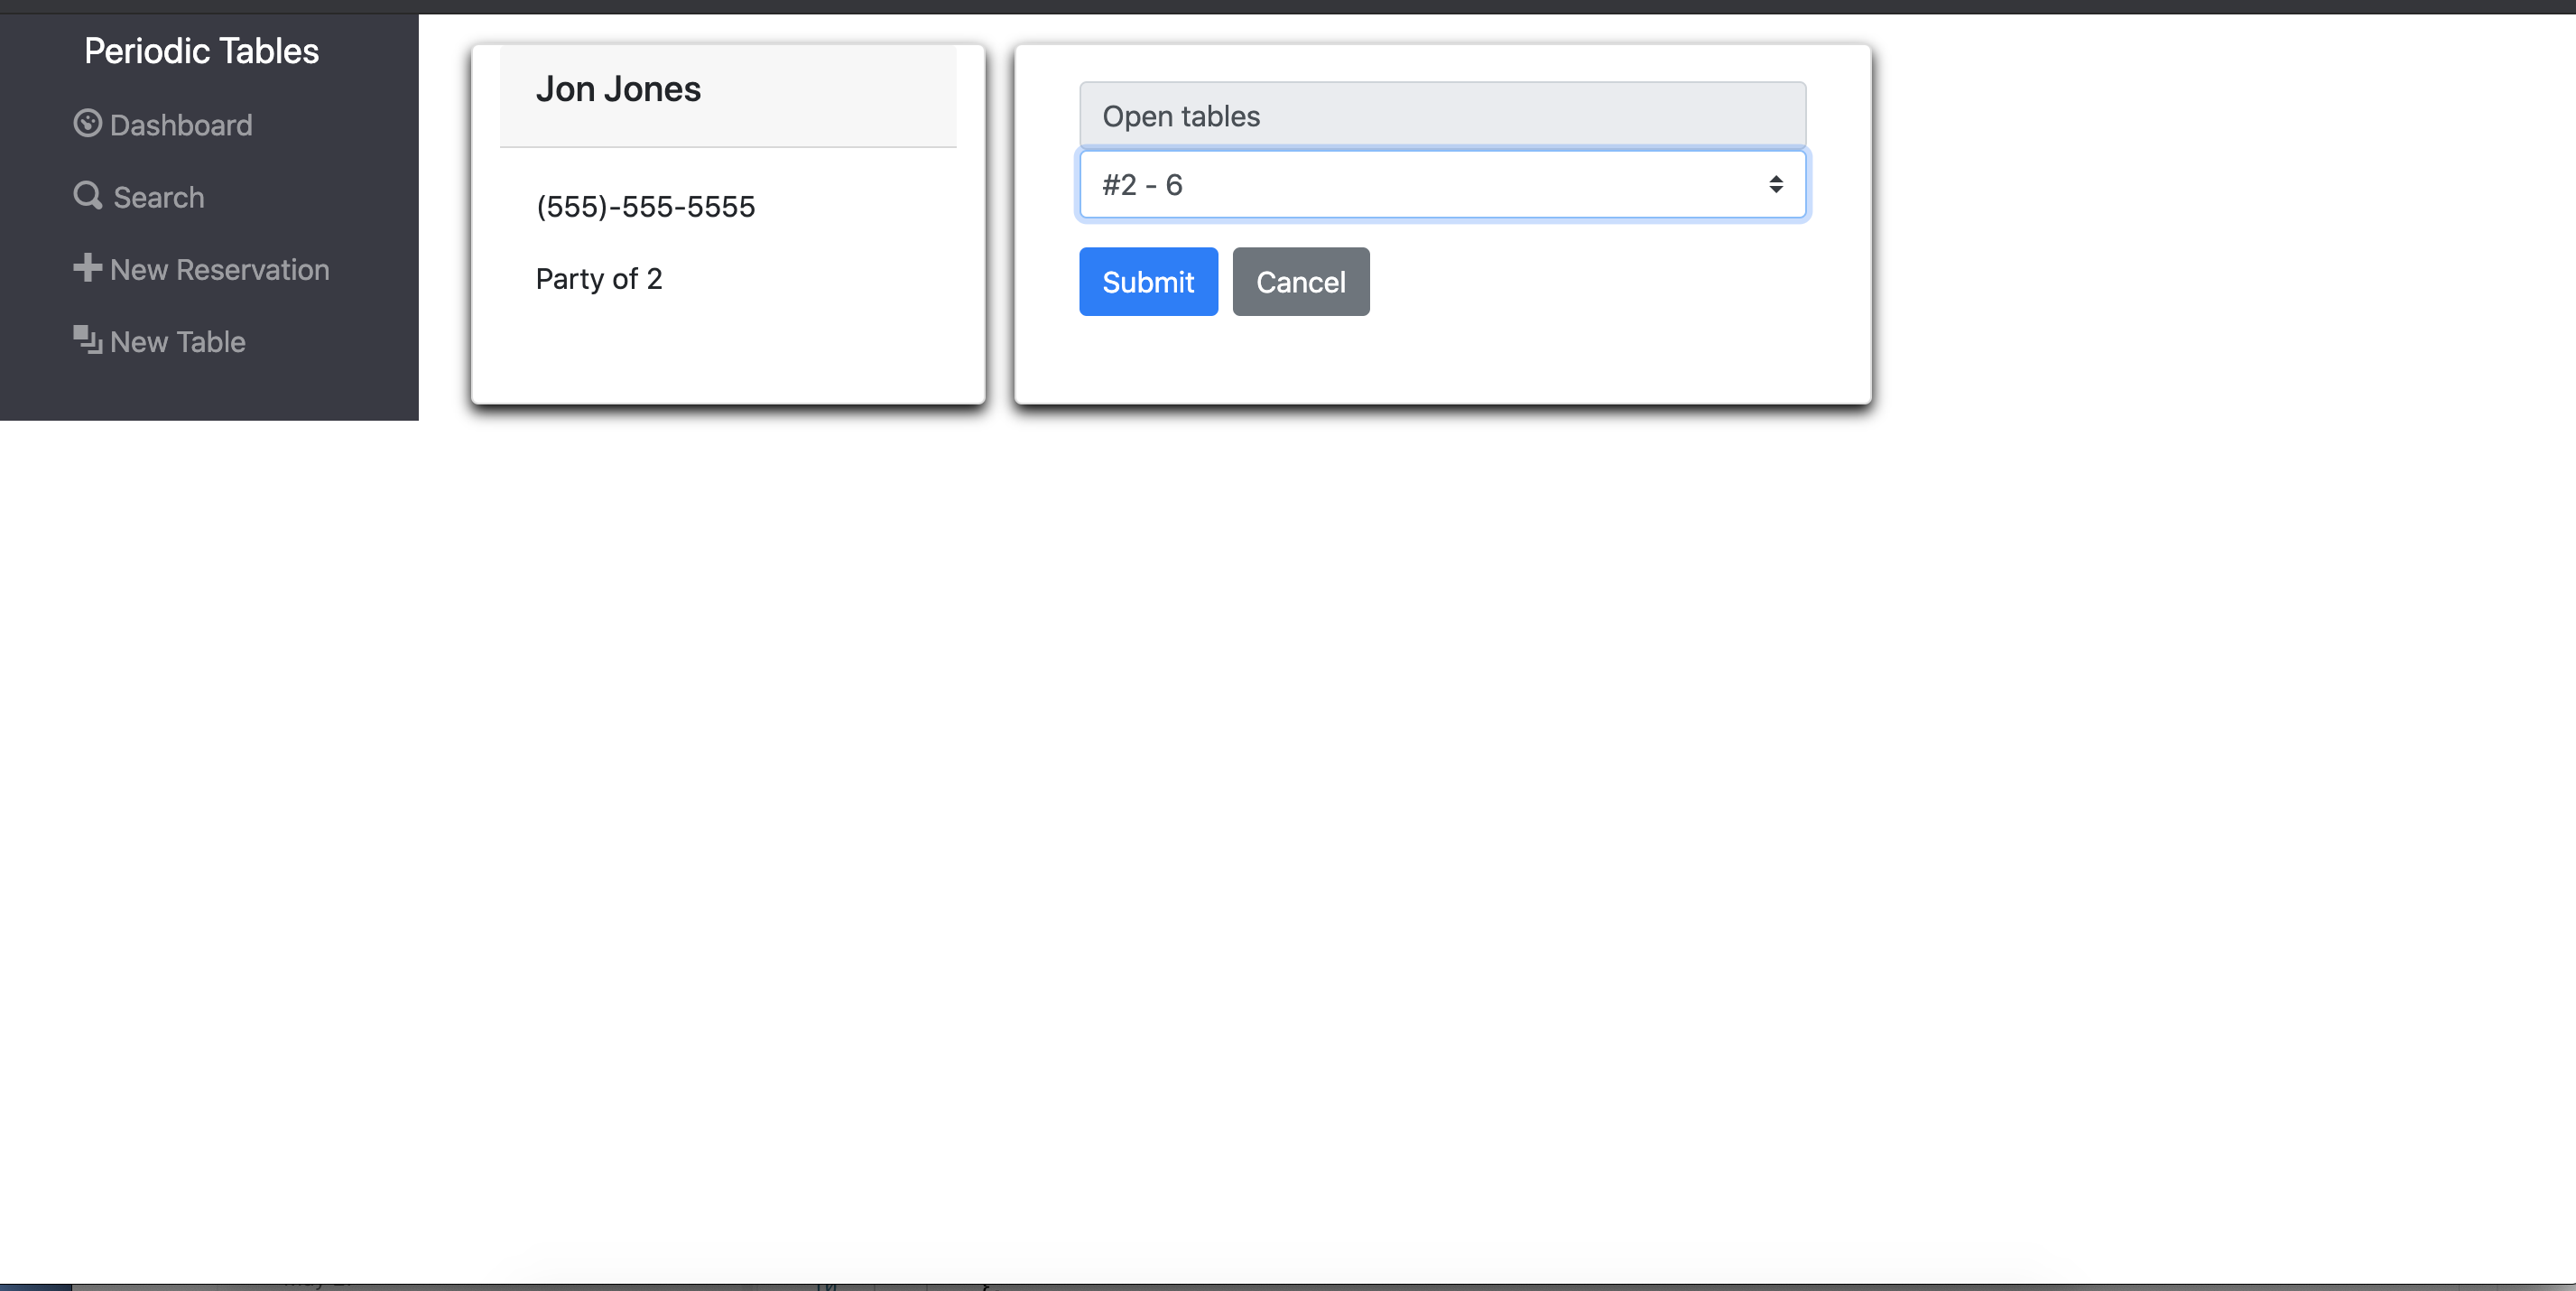 Periodic Tables
Dashboard
Search
New Reservation
New Table
Jon Jones
(555)-555-5555
Party of 2
Open tables
#2 - 6
Submit
Cancel